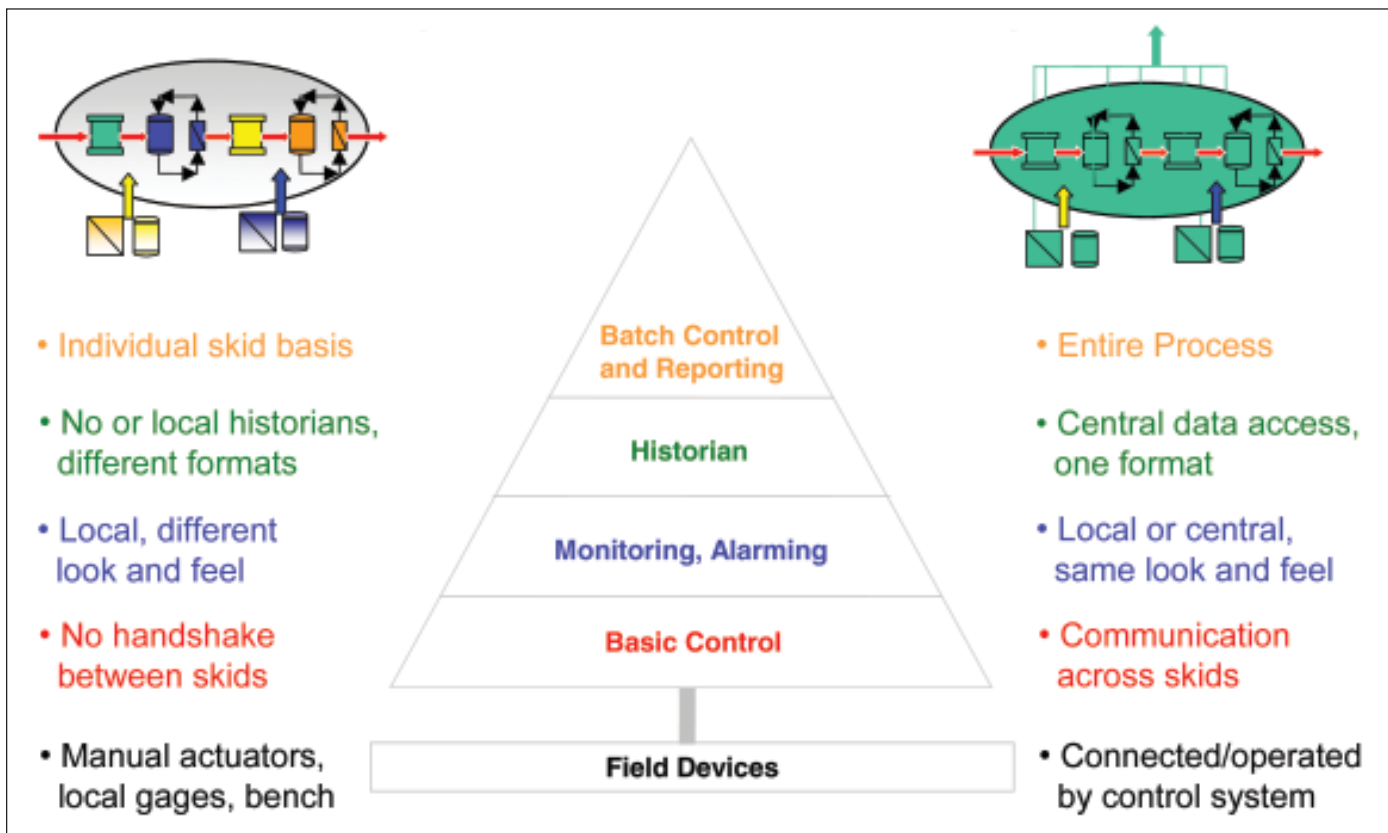 • Individual skid basis
• No or local historians,
different formats
• Local, different
look and feel
• No handshake
between skids
• Manual actuators,
local gages, bench
Batch Control
and Reporting
Historian
Monitoring, Alarming
Basic Control
Field Devices
• Entire Process
• Central data access,
one format
• Local or central,
same look and feel
• Communication
across skids
• Connected/operated
by control system